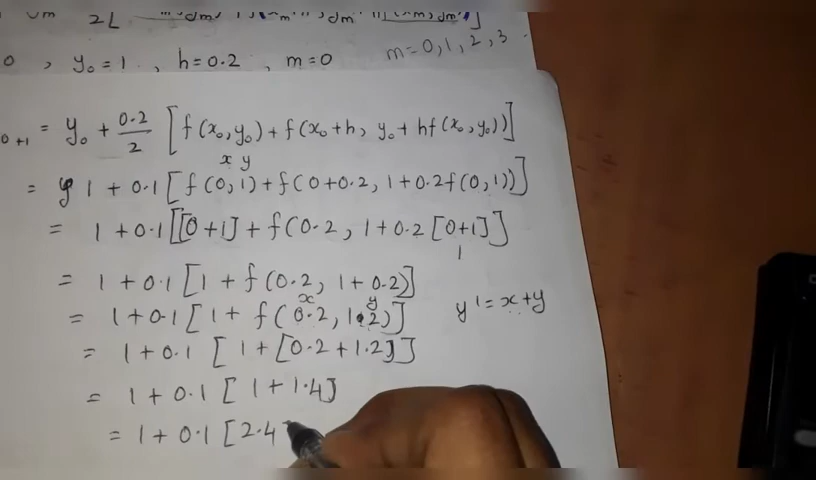 0 , y₀=1 , h=0.2 , m=0 m=0,1,2,3
0+1 = y₀ + 0.2/2 [f(x₀,y₀)+f(x₀+h, y₀+hf(x₀,y₀))]
x y
= 1 + 0.1[f(0,1)+f(0+0.2, 1+0.2f(0,1))]
= 1+0.1[[0+1]+f(0.2, 1+0.2[0+1]]
1
= 1+0.1[1+f(0.2, 1+0.2)]
x y
= 1+0.1[1+ f(0.2, 1.2)] y'=x+y
= 1+0.1 [1+[0.2+1.2]]
= 1+0.1[1+1.4]
= 1+0.1[2.4